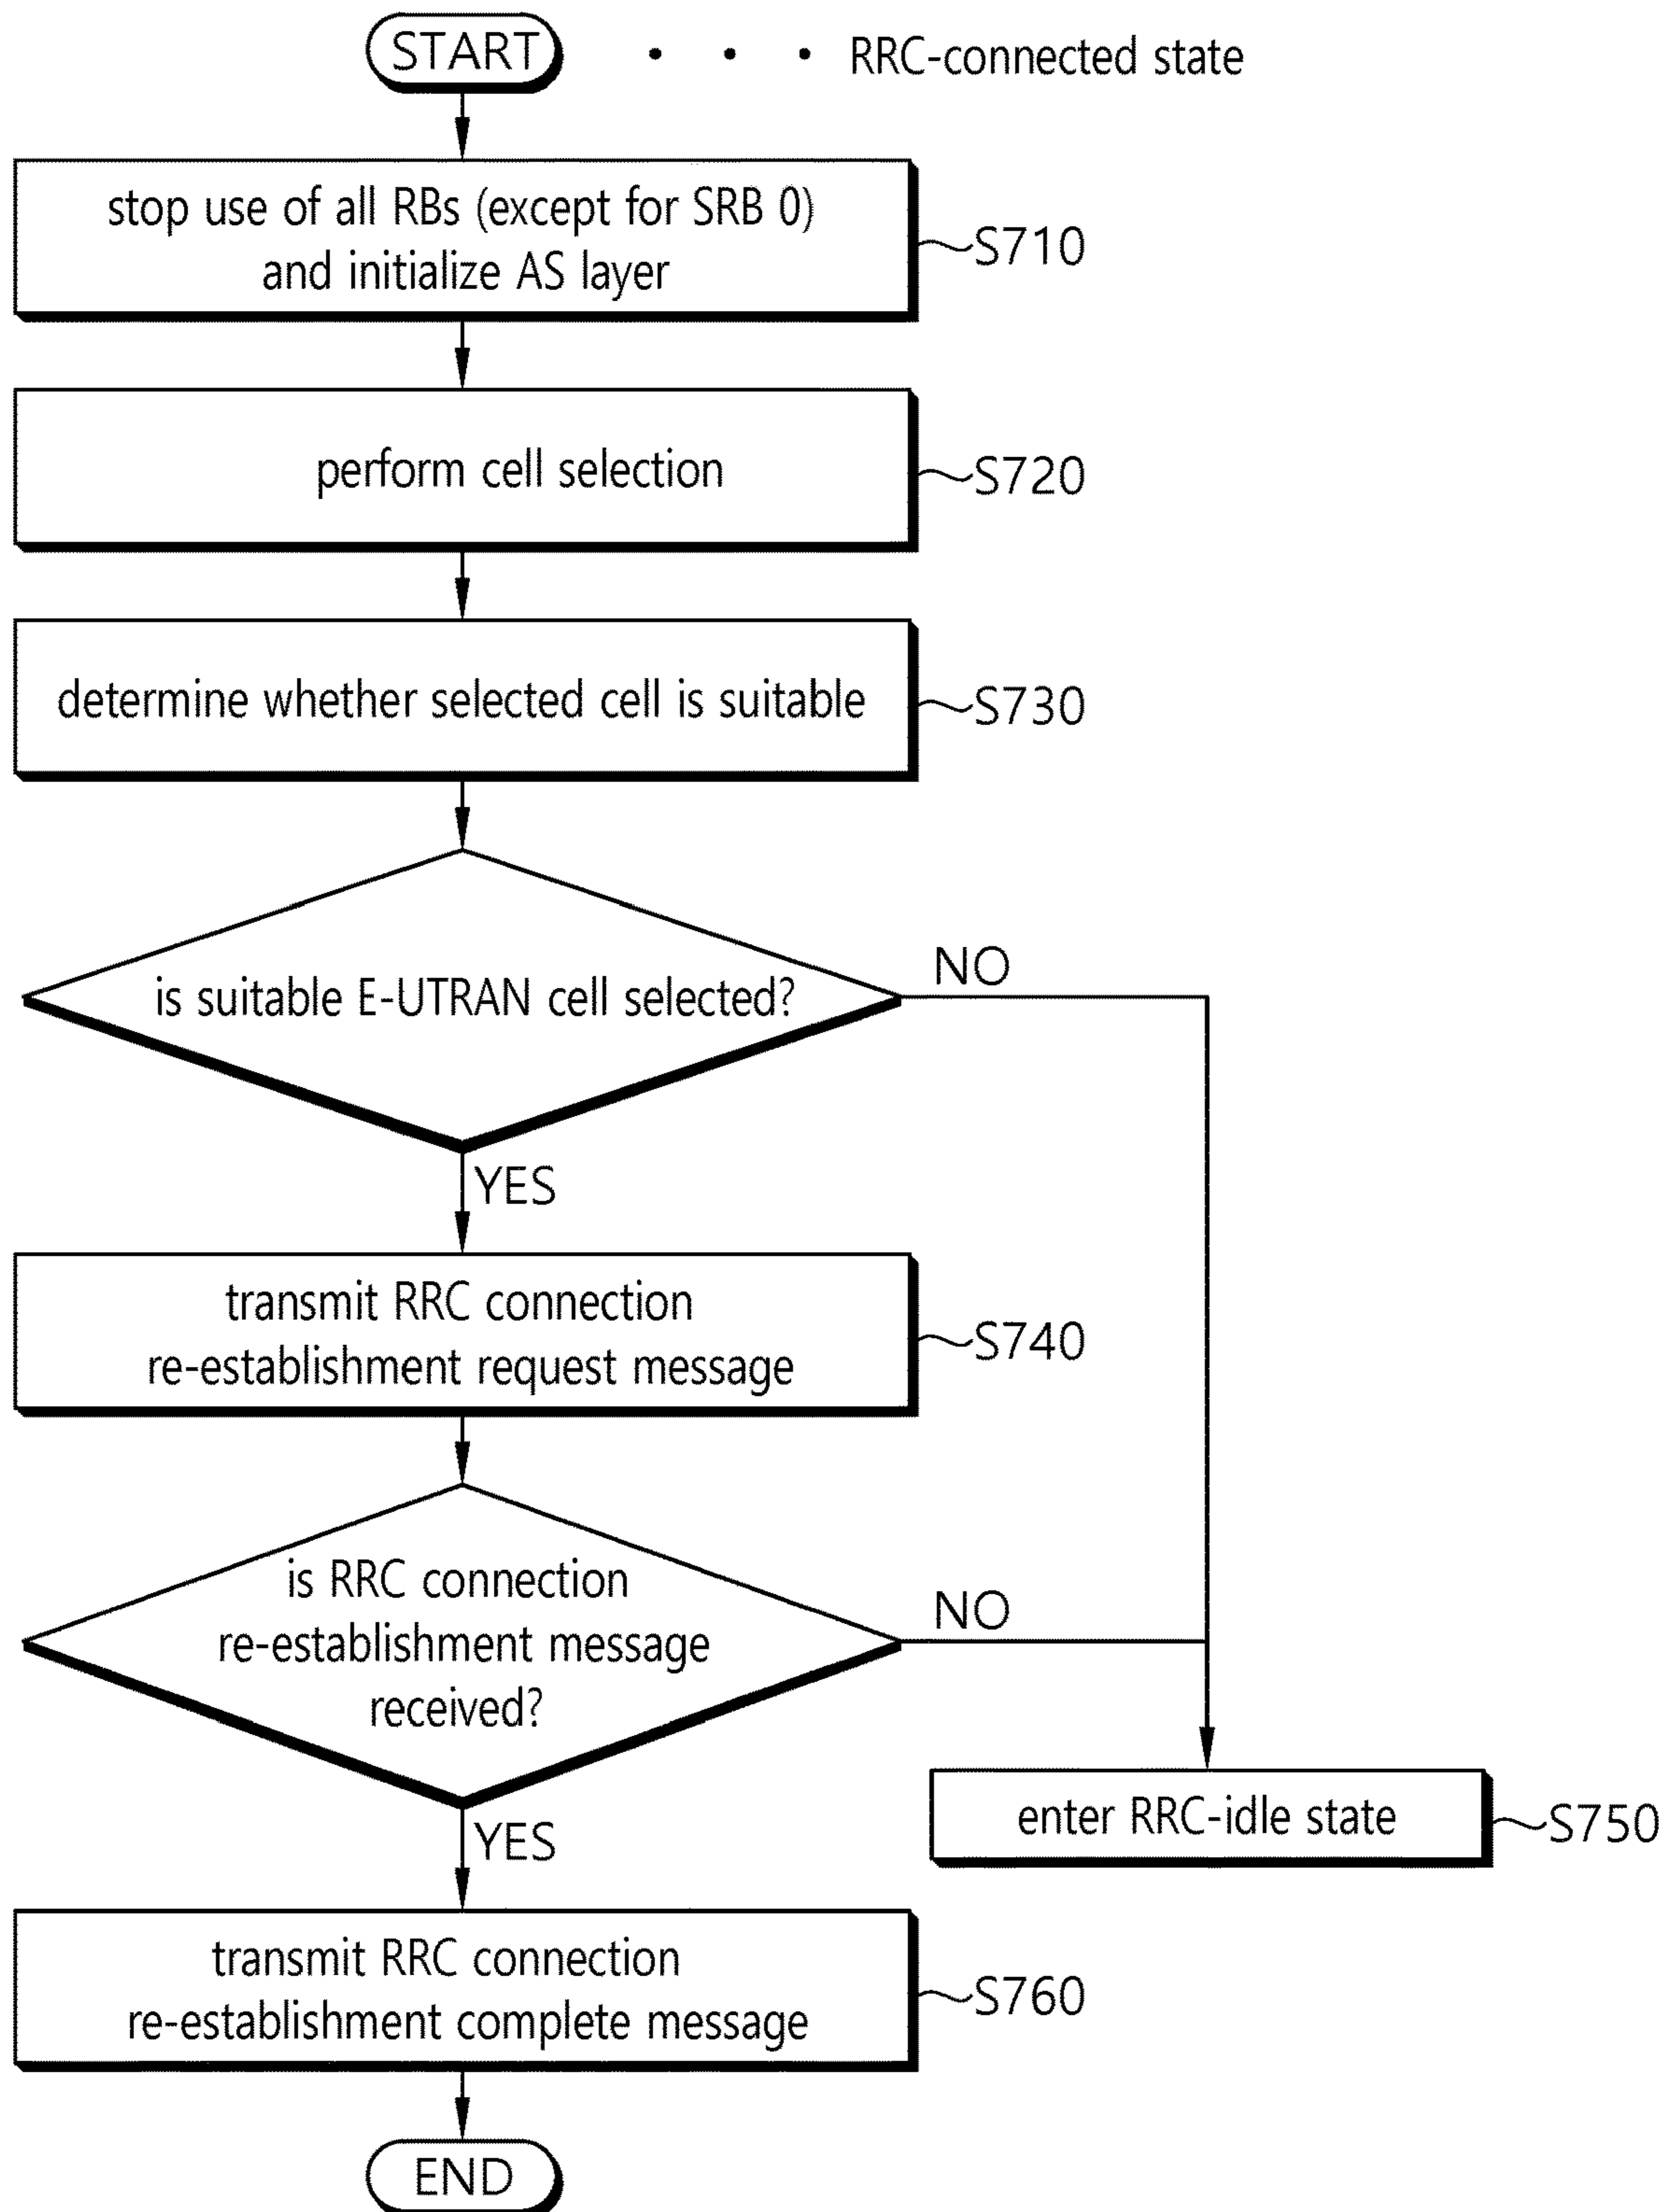 START
• • • RRC-connected state
stop use of all RBs (except for SRB 0)
and initialize AS layer
S710
perform cell selection
S720
determine whether selected cell is suitable
S730
is suitable E-UTRAN cell selected?
NO
YES
transmit RRC connection
re-establishment request message
S740
is RRC connection
re-establishment message
received?
NO
YES
enter RRC-idle state
S750
transmit RRC connection
re-establishment complete message
S760
END